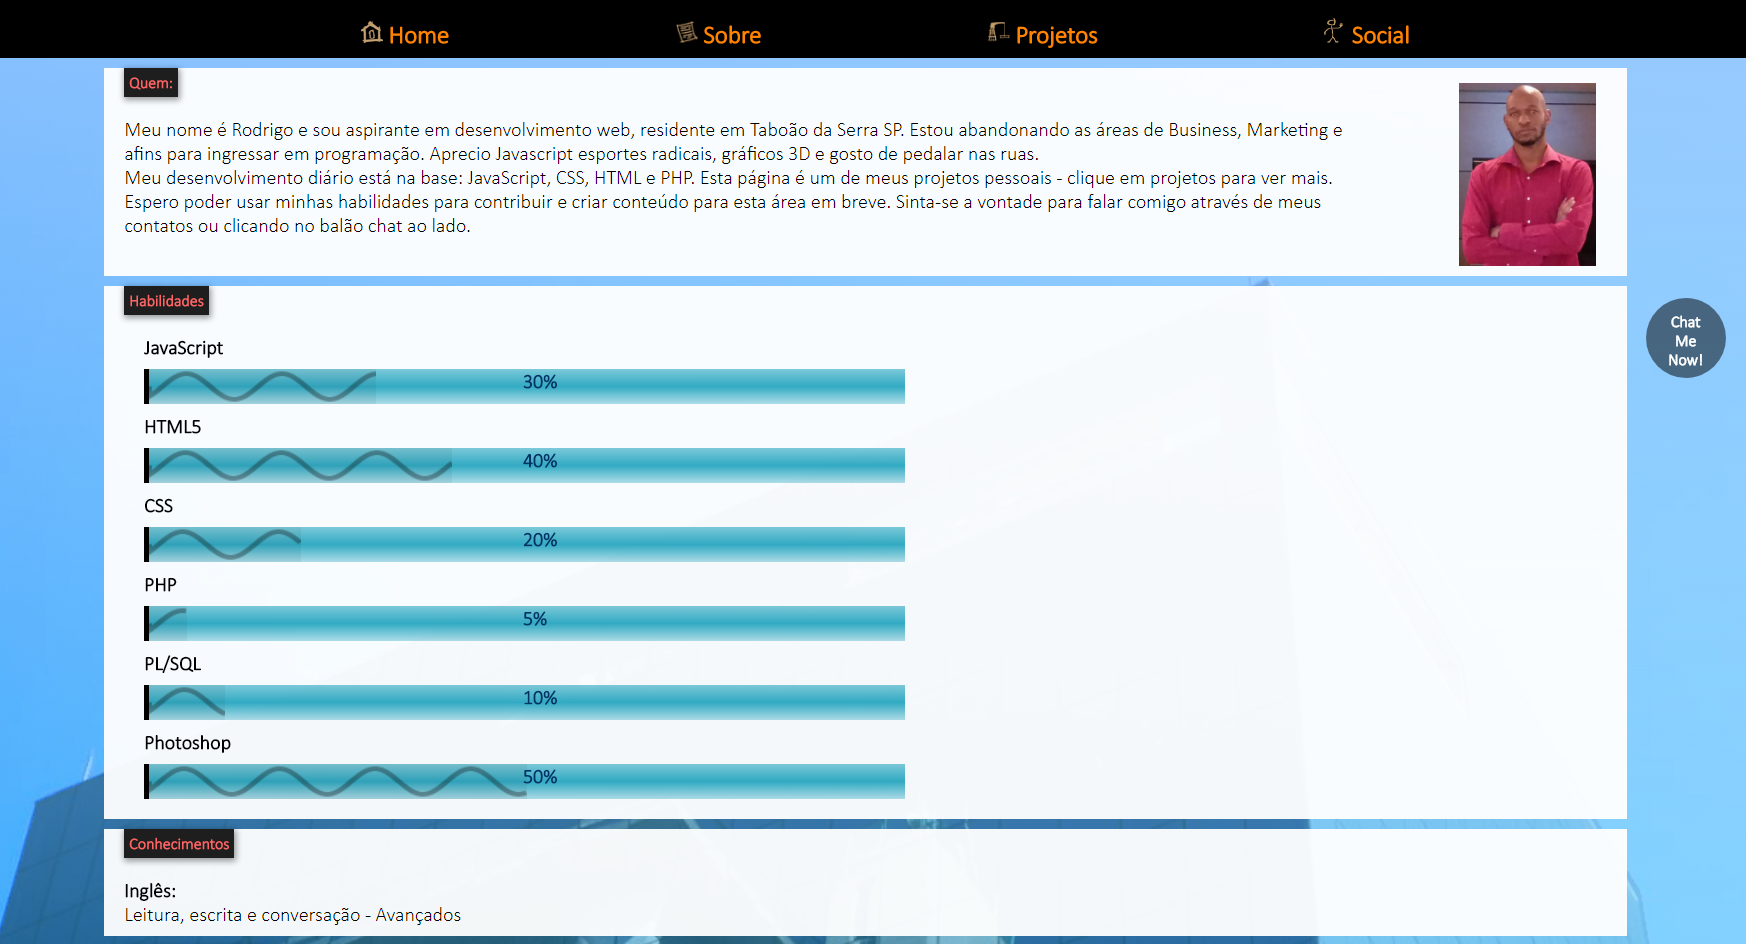 Home
Sobre
Projetos
Social
Quem:
Meu nome é Rodrigo e sou aspirante em desenvolvimento web, residente em Taboão da Serra SP. Estou abandonando as áreas de Business, Marketing e
afins para ingressar em programação. Aprecio Javascript esportes radicais, gráficos 3D e gosto de pedalar nas ruas.
Meu desenvolvimento diário está na base: JavaScript, CSS, HTML e PHP. Esta página é um de meus projetos pessoais - clique em projetos para ver mais.
Espero poder usar minhas habilidades para contribuir e criar conteúdo para esta área em breve. Sinta-se a vontade para falar comigo através de meus
contatos ou clicando no balão chat ao lado.
Habilidades
JavaScript
30%
HTML5
40%
CSS
20%
PHP
5%
PL/SQL
10%
Photoshop
50%
Chat
Me
Now!
Conhecimentos
Inglês:
Leitura, escrita e conversação - Avançados